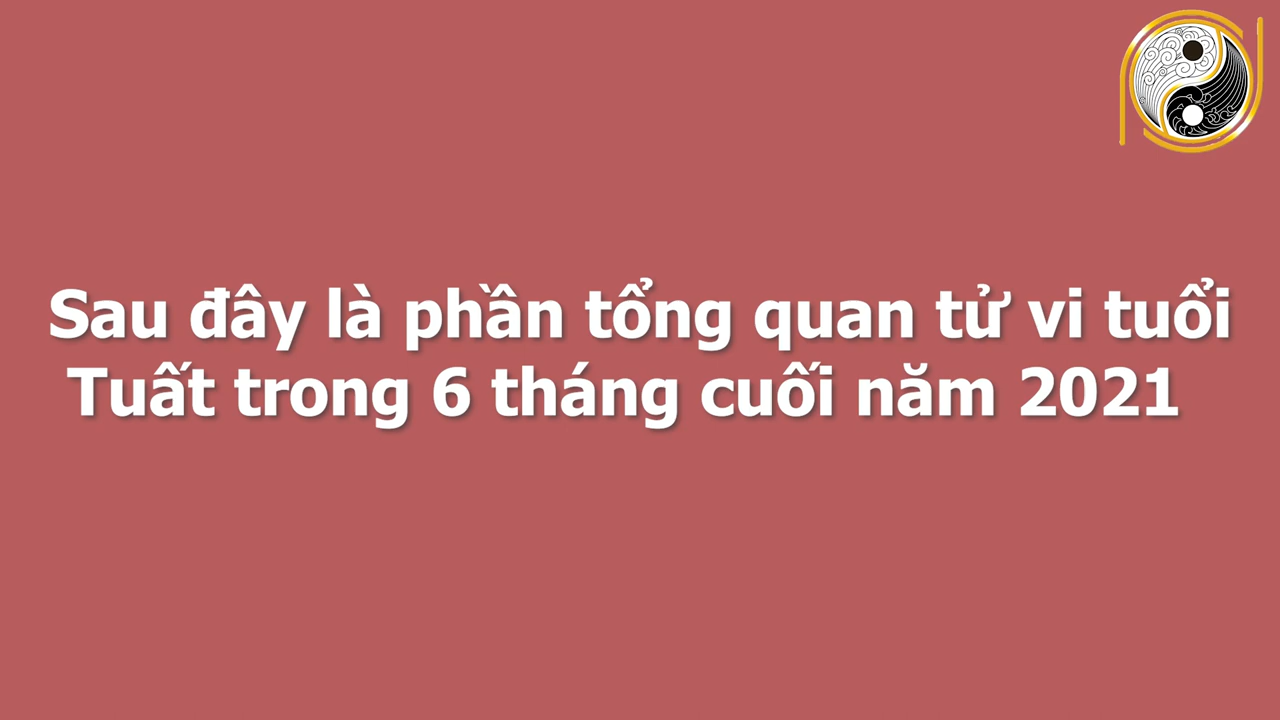 Sau đây là phần tổng quan tử vi tuổi
Tuất trong 6 tháng cuối năm 2021